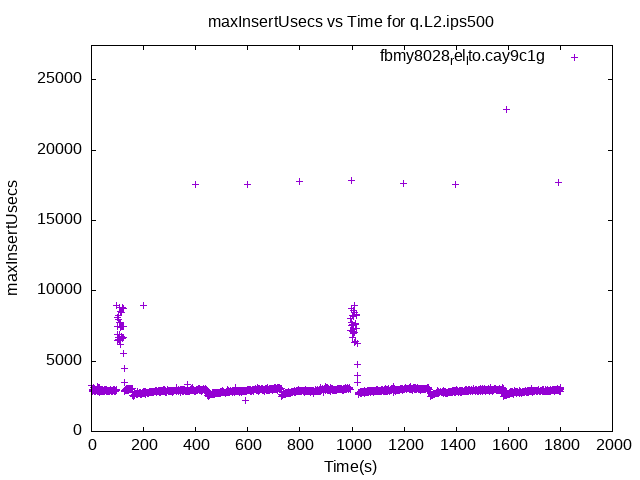 maxInsertUsecs vs Time for q.L2.ips500
fbmy8028rellto.cay9c1g
25000
20000
15000
10000
5000
0
maxInsertUsecs
0 200 400 600 800 1000 1200 1400 1600 1800 2000
Time(s)